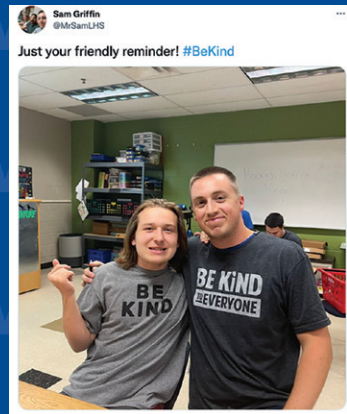 Sam Griffin
@MrSamLHS
Just your friendly reminder! #BeKind
BE
KIND
BE KIND
TO EVERYONE